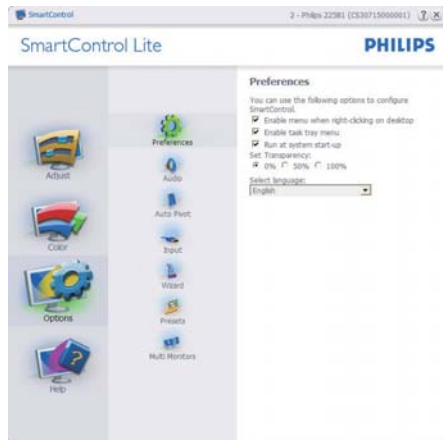 SmartControl
2 - Philips 225B1 (CS30715000001)
SmartControl Lite
PHILIPS
Adjust
Color
Options
Help
Preferences
Audio
Auto Pivot
Input
Wizard
Presets
Multi Monitors
Preferences
You can use the following options to configure
SmartControl.
Enable menu when right-clicking on desktop
Enable task tray menu
Run at system start-up
Set Transparency:
0% 50% 100%
Select language:
English